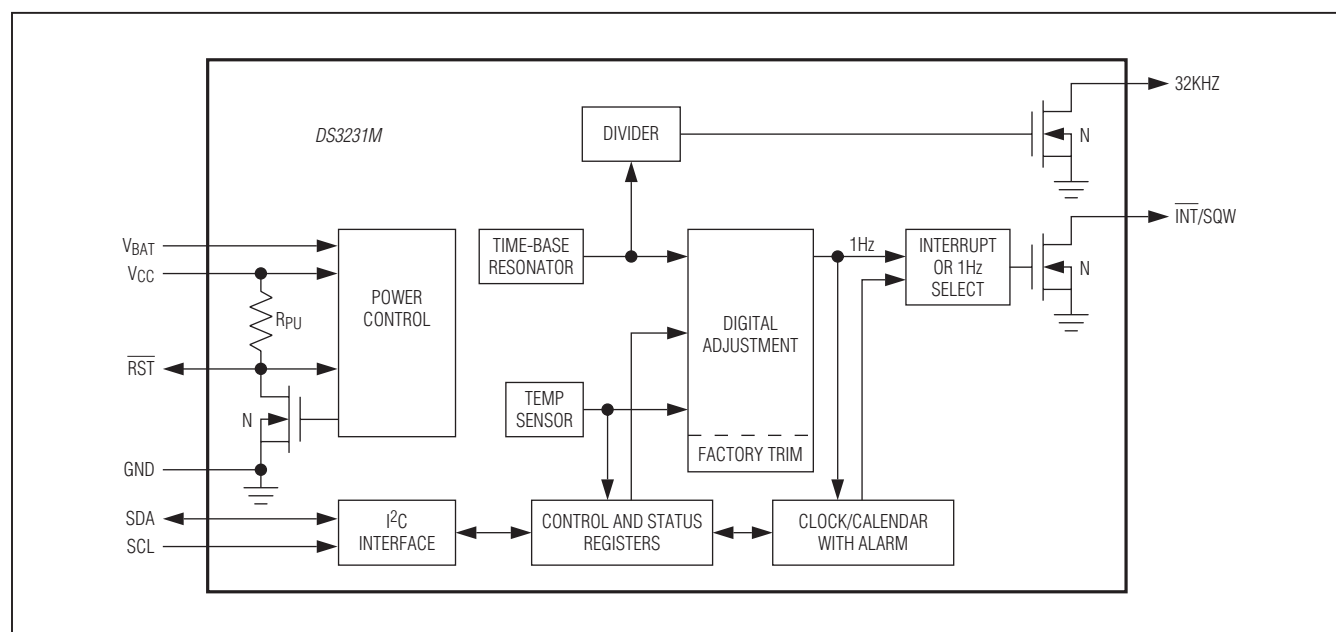 32KHZ
DS3231M
DIVIDER
N
INT/SQW
VBAT
VCC
TIME-BASE
RESONATOR
1Hz
INTERRUPT
OR 1Hz
SELECT
N
POWER
CONTROL
RPU
DIGITAL
ADJUSTMENT
RST
TEMP
SENSOR
N
FACTORY TRIM
GND
SDA
SCL
I2C
INTERFACE
CONTROL AND STATUS
REGISTERS
CLOCK/CALENDAR
WITH ALARM